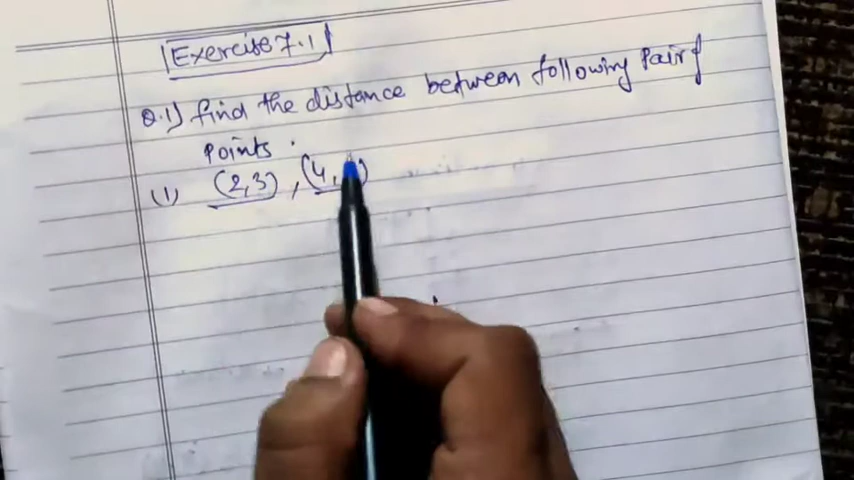 Exercise 7.1
Q.1) find the distance between following Pair of
Points.
(1) (2,3), (4,